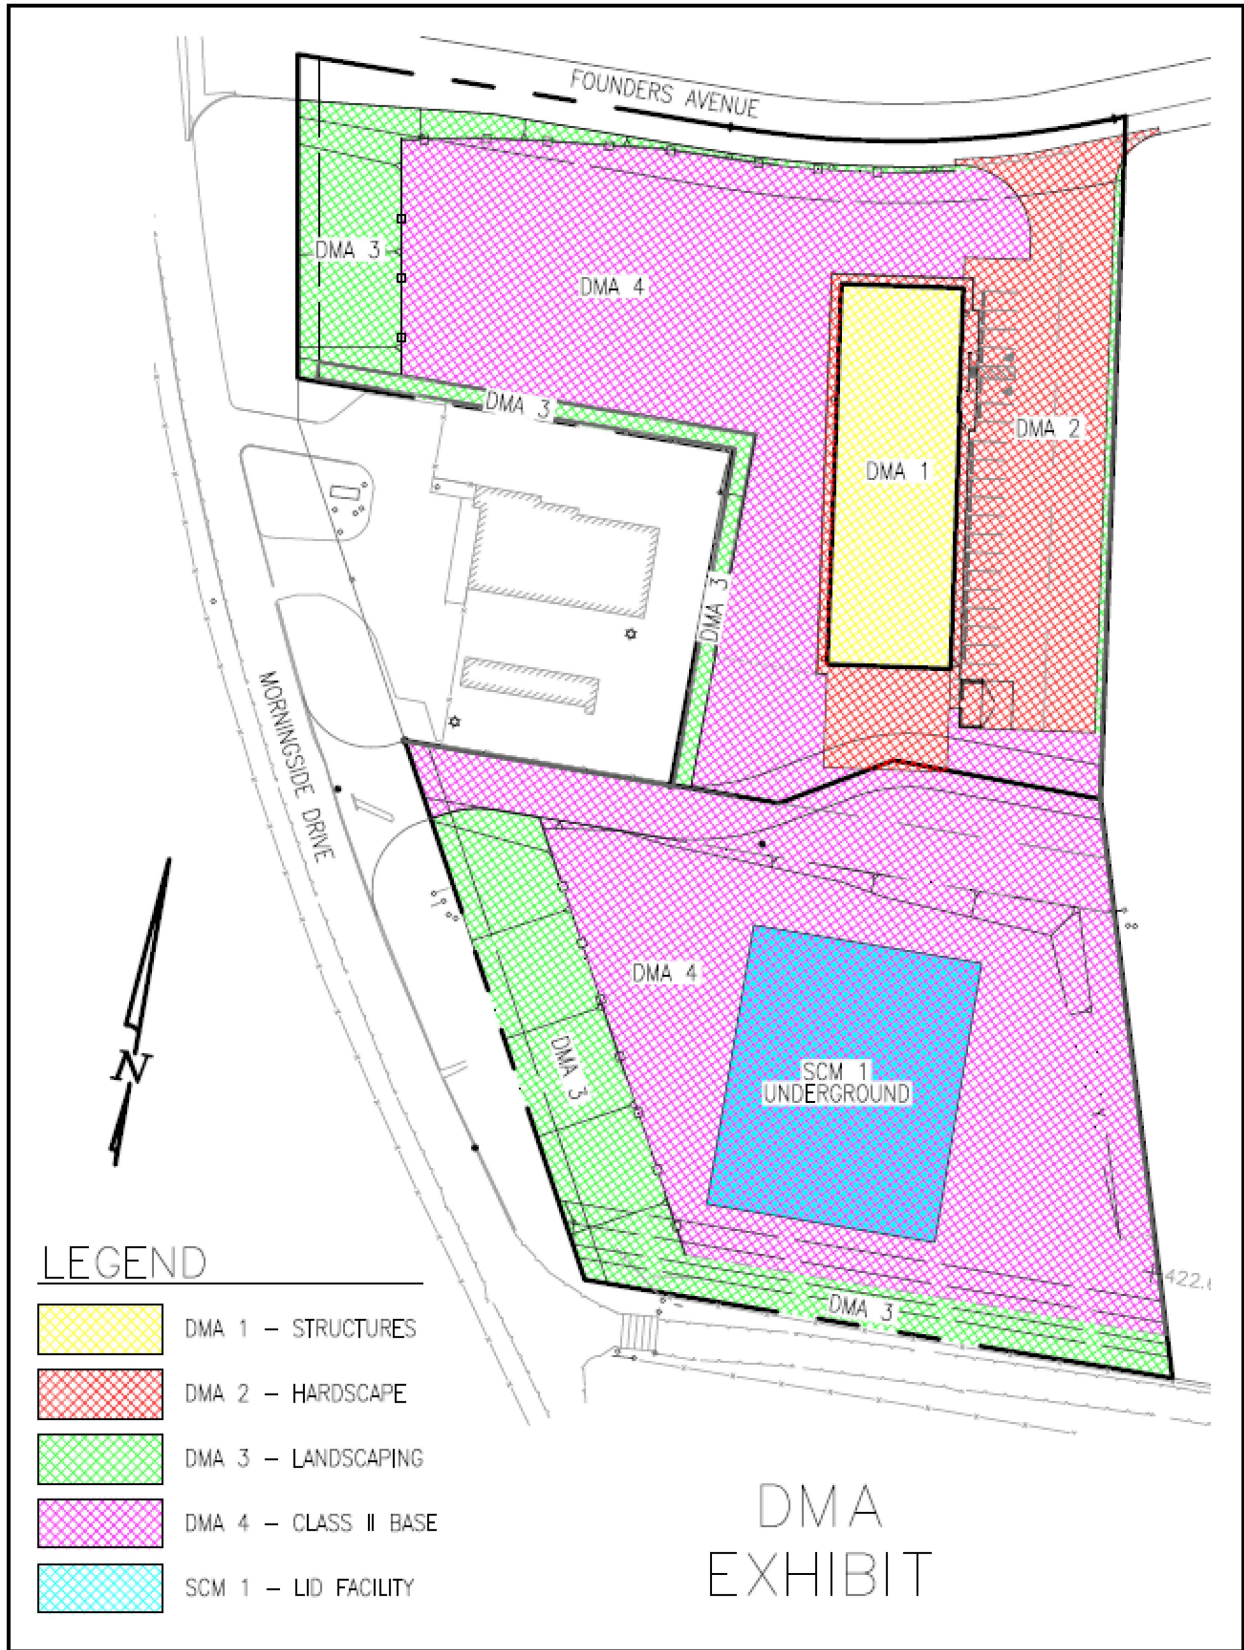 FOUNDERS AVENUE
DMA 3
DMA 4
DMA 3
DMA 2
DMA 1
DMA 3
MORNINGSIDE DRIVE
DMA 4
DMA 3
SCM 1
UNDERGROUND
N
DMA 3
LEGEND
DMA 1 – STRUCTURES
DMA 2 – HARDSCAPE
DMA 3 – LANDSCAPING
DMA 4 – CLASS II BASE
SCM 1 – LID FACILITY
DMA
EXHIBIT